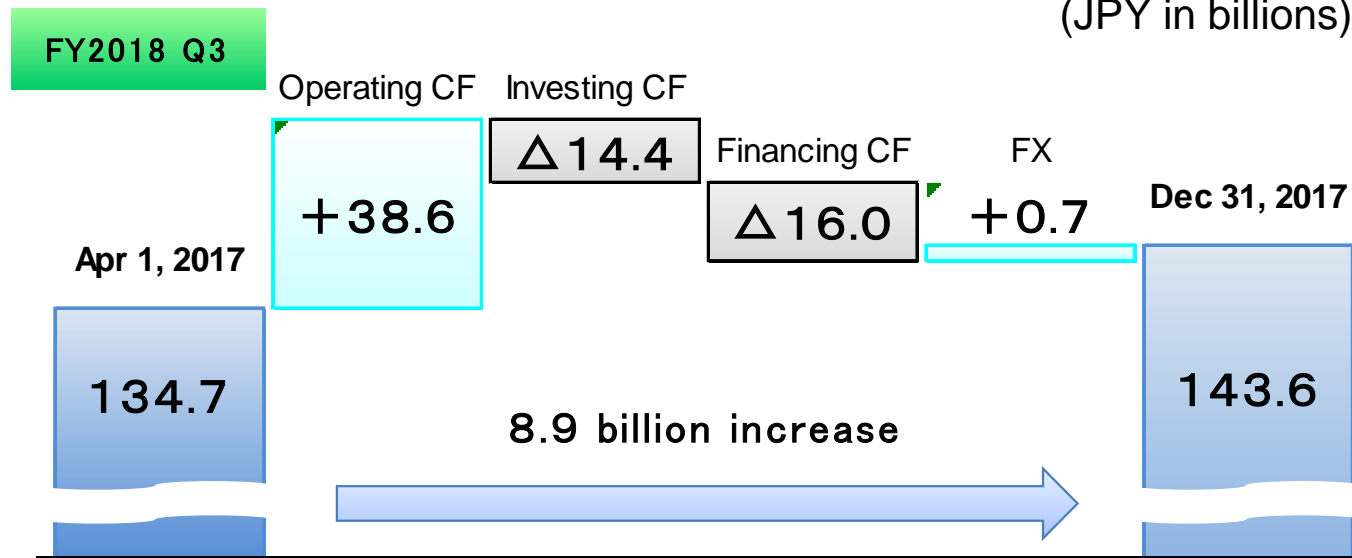 (JPY in billions)
FY2018 Q3
Operating CF
Investing CF
△14.4
Financing CF
FX
+38.6
△16.0
+0.7
Dec 31, 2017
Apr 1, 2017
134.7
143.6
8.9 billion increase